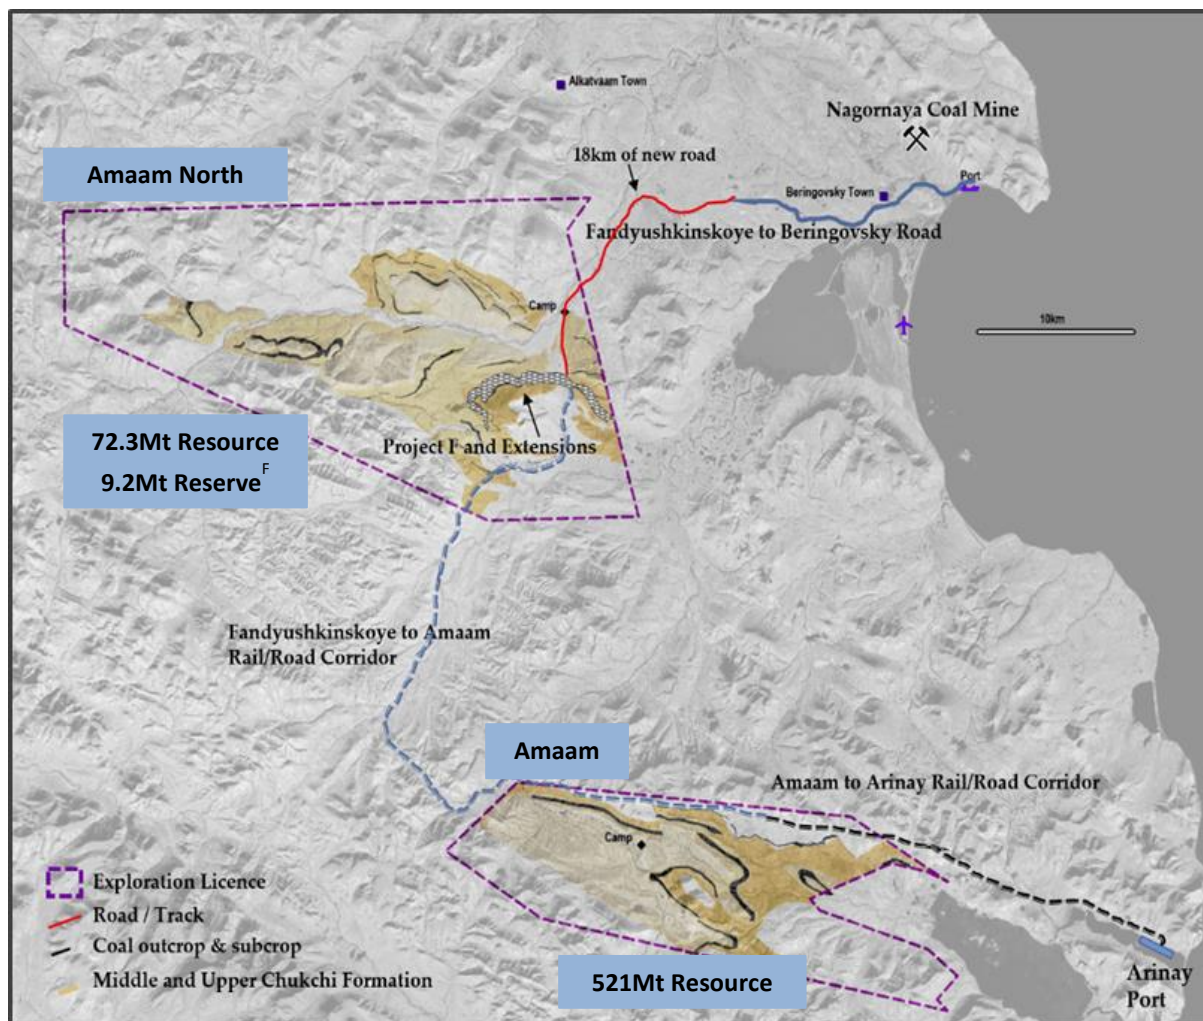 Alkatvaam Town
Nagornaya Coal Mine
18km of new road
Amaam North
Port
Beringovsky Town
Fandyushkinskoye to Beringovsky Road
Camp
10km
72.3Mt Resource
9.2Mt Reserve F
Project F and Extensions
Fandyushkinskoye to Amaam
Rail/Road Corridor
Amaam
Amaam to Arinay Rail/Road Corridor
Camp
Exploration Licence
Road / Track
Coal outcrop & subcrop
Middle and Upper Chukchi Formation
521Mt Resource
Arinay
Port